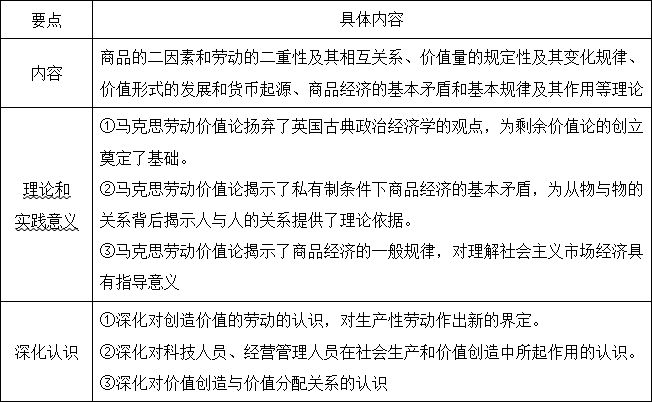 要点
具体内容
内容
商品的二因素和劳动的二重性及其相互关系、价值量的规定性及其变化规律、
价值形式的发展和货币起源、商品经济的基本矛盾和基本规律及其作用等理论
理论和
实践意义
①马克思劳动价值论扬弃了英国古典政治经济学的观点，为剩余价值论的创立
奠定了基础。
②马克思劳动价值论揭示了私有制条件下商品经济的基本矛盾，为从物与物的
关系背后揭示人与人的关系提供了理论依据。
③马克思劳动价值论揭示了商品经济的一般规律，对理解社会主义市场经济具
有指导意义
深化认识
①深化对创造价值的劳动的认识，对生产性劳动作出新的界定。
②深化对科技人员、经营管理人员在社会生产和价值创造中所起作用的认识。
③深化对价值创造与价值分配关系的认识